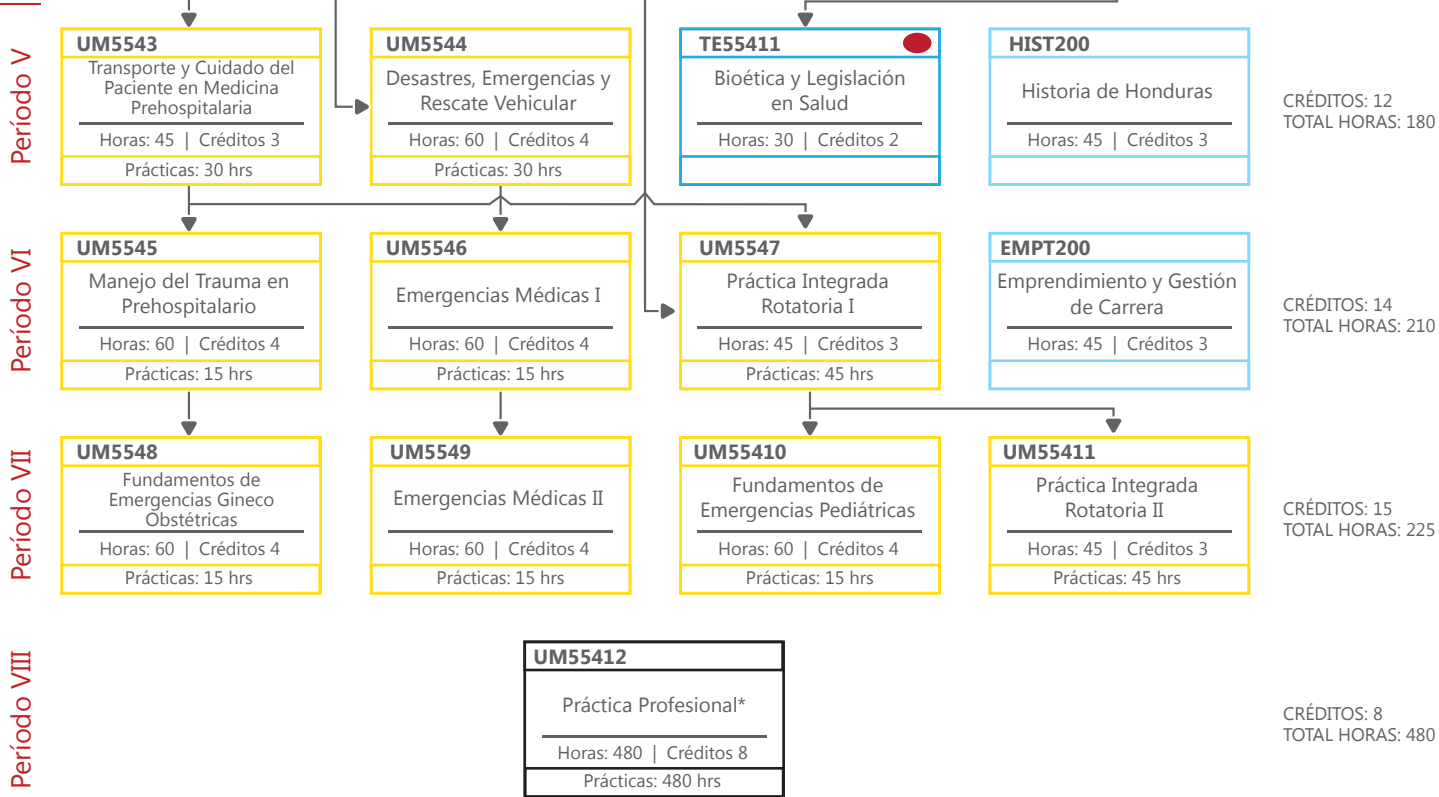 Período V
UM5543
Transporte y Cuidado del
Paciente en Medicina
Prehospitalaria
Horas: 45 | Créditos 3
Prácticas: 30 hrs
UM5544
Desastres, Emergencias y
Rescate Vehicular
Horas: 60 | Créditos 4
Prácticas: 30 hrs
TE55411
Bioética y Legislación
en Salud
Horas: 30 | Créditos 2
HIST200
Historia de Honduras
Horas: 45 | Créditos 3
CRÉDITOS: 12
TOTAL HORAS: 180
Período VI
UM5545
Manejo del Trauma en
Prehospitalario
Horas: 60 | Créditos 4
Prácticas: 15 hrs
UM5546
Emergencias Médicas I
Horas: 60 | Créditos 4
Prácticas: 15 hrs
UM5547
Práctica Integrada
Rotatoria I
Horas: 45 | Créditos 3
Prácticas: 45 hrs
EMPT200
Emprendimiento y Gestión
de Carrera
Horas: 45 | Créditos 3
CRÉDITOS: 14
TOTAL HORAS: 210
Período VII
UM5548
Fundamentos de
Emergencias Gineco
Obstétricas
Horas: 60 | Créditos 4
Prácticas: 15 hrs
UM5549
Emergencias Médicas II
Horas: 60 | Créditos 4
Prácticas: 15 hrs
UM55410
Fundamentos de
Emergencias Pediátricas
Horas: 60 | Créditos 4
Prácticas: 15 hrs
UM55411
Práctica Integrada
Rotatoria II
Horas: 45 | Créditos 3
Prácticas: 45 hrs
CRÉDITOS: 15
TOTAL HORAS: 225
Período VIII
UM55412
Práctica Profesional*
Horas: 480 | Créditos 8
Prácticas: 480 hrs
CRÉDITOS: 8
TOTAL HORAS: 480